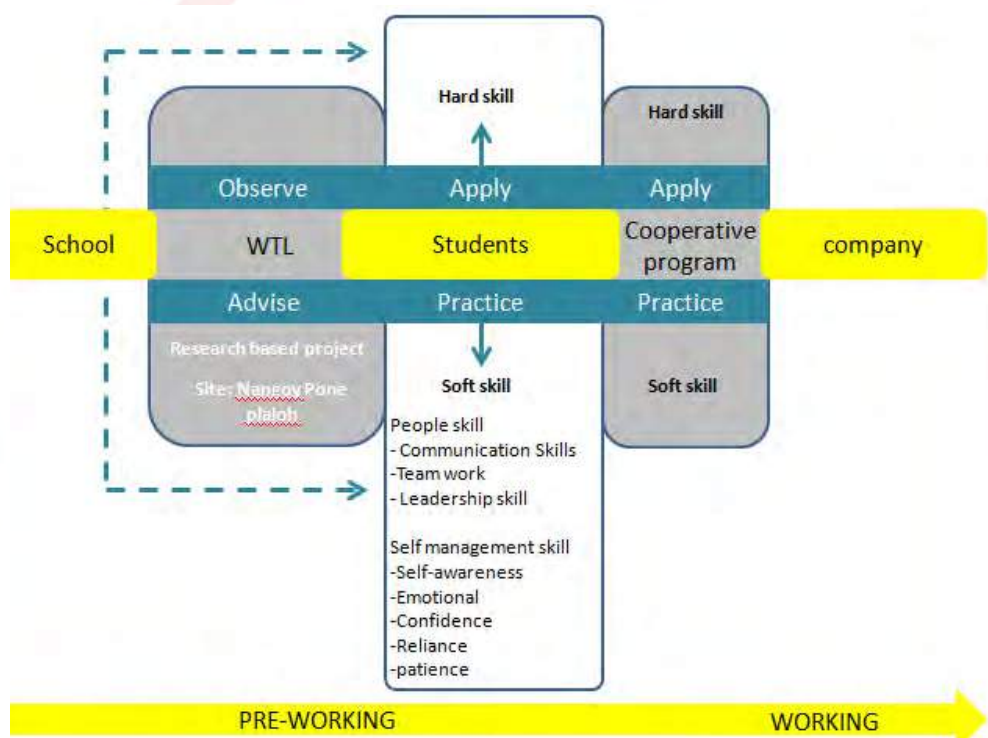 Hard skill
Hard skill
Observe
Apply
Apply
School
WTL
Students
Cooperative
program
company
Advise
Practice
Practice
Research based project
Site: Nangoy Pone
plaloh
Soft skill
Soft skill
People skill
- Communication Skills
-Team work
- Leadership skill
Self management skill
-Self-awareness
-Emotional
-Confidence
-Reliance
-patience
PRE-WORKING
WORKING